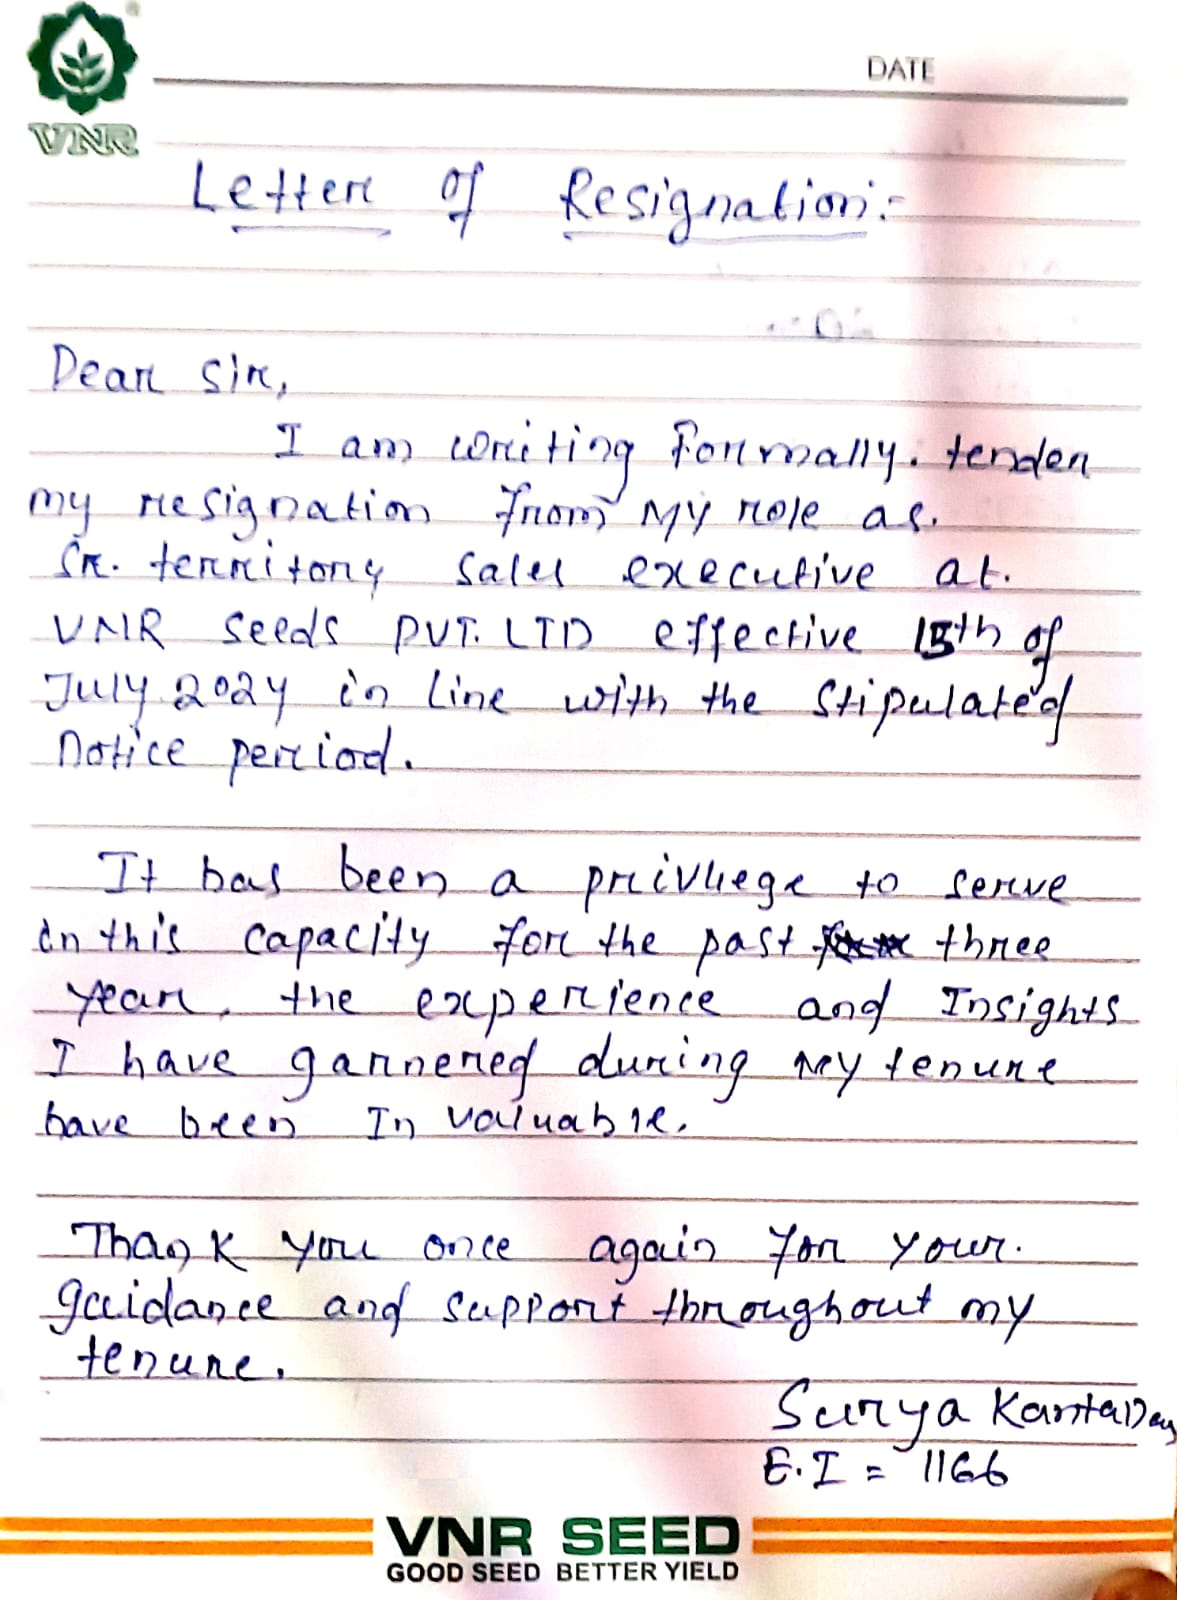 VNR
DATE
Letter of Resignation:-
Dear Sir,
I am writing formally. tender
my resignation from my role as.
Sr. territory sales executive at.
VNR Seeds PVT. LTD effective 15th of
July 2024 in line with the stipulated
notice period.
It has been a privliege to serve
in this capacity for the past three
year, the experience and Insights
I have garnered during my tenure
have been In valuable.
Thank you once again for your.
guidance and support throughout my
tenure.
Surya Kanta Day
E.I = 1166
VNR SEED
GOOD SEED BETTER YIELD